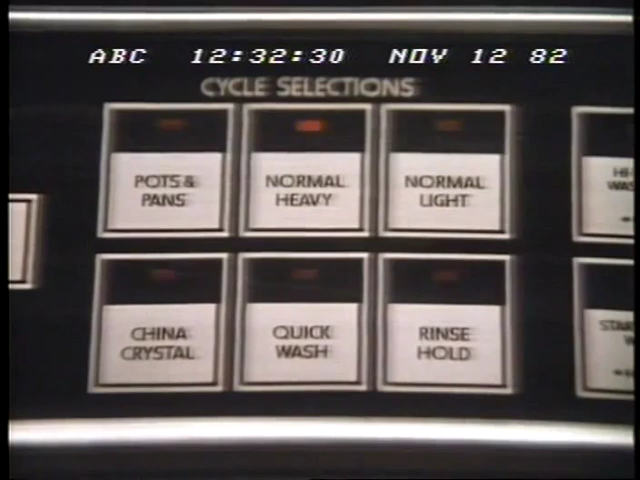 ABC 12:32:30 NOV 12 82
CYCLE SELECTIONS
POTS &
PANS
NORMAL
HEAVY
NORMAL
LIGHT
HI-
CHINA
CRYSTAL
QUICK
WASH
RINSE
HOLD